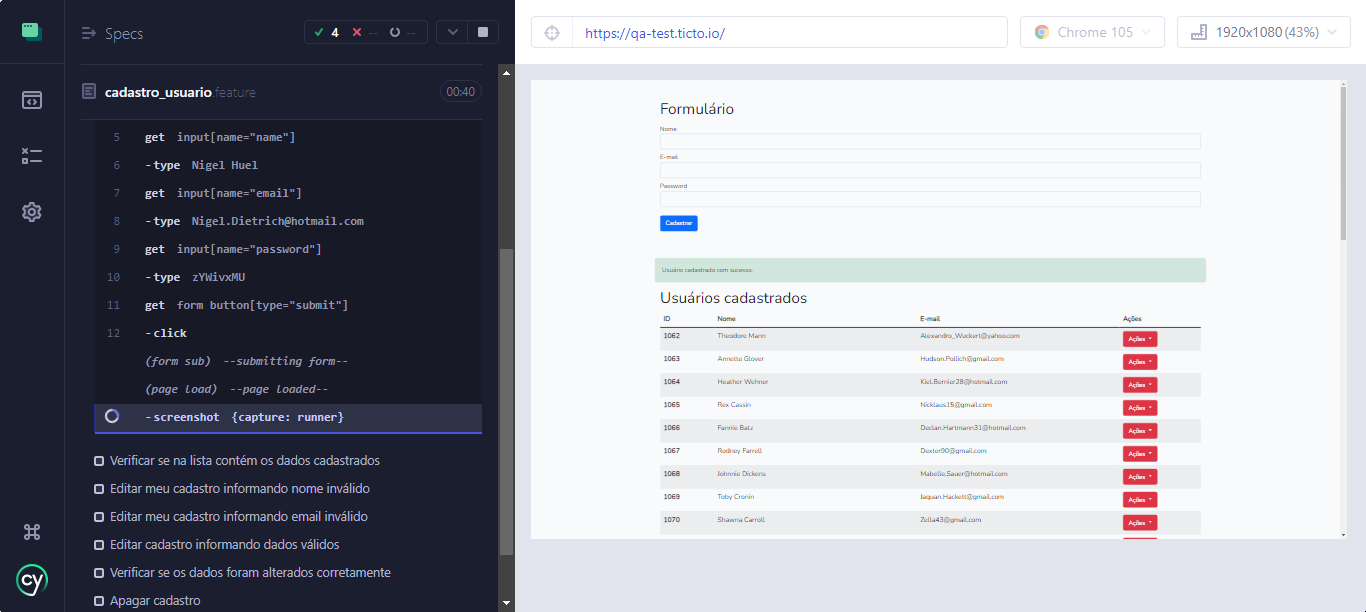 Specs
4
--
--
cadastro_usuario.feature
00:40
5 get input[name="name"]
6 -type Nigel Huel
7 get input[name="email"]
8 -type Nigel.Dietrich@hotmail.com
9 get input[name="password"]
10 -type zYWivxMU
11 get form button[type="submit"]
12 -click
(form sub) --submitting form--
(page load) --page loaded--
-screenshot {capture: runner}
Verificar se na lista contém os dados cadastrados
Editar meu cadastro informando nome inválido
Editar meu cadastro informando email inválido
Editar cadastro informando dados válidos
Verificar se os dados foram alterados corretamente
Apagar cadastro
cy
https://qa-test.ticto.io/
Chrome 105
1920x1080 (43%)
Formulário
Nome
E-mail
Password
Cadastrar
Usuário cadastrado com sucesso.
Usuários cadastrados
ID Nome E-mail Ações
1062 Theodore Mann Alexandro_Wuckert@yahoo.com Ações
1063 Annette Glover Hudson.Pollich@gmail.com Ações
1064 Heather Wehner Kiel.Bernier28@hotmail.com Ações
1065 Rex Cassin Nicklaus15@gmail.com Ações
1066 Fannie Batz Declan.Hartmann31@hotmail.com Ações
1067 Rodney Farrell Dexter90@gmail.com Ações
1068 Johnnie Dickens Mabelle.Sauer@hotmail.com Ações
1069 Toby Cronin Jaquan.Hackett@gmail.com Ações
1070 Shawna Carroll Zella43@gmail.com Ações